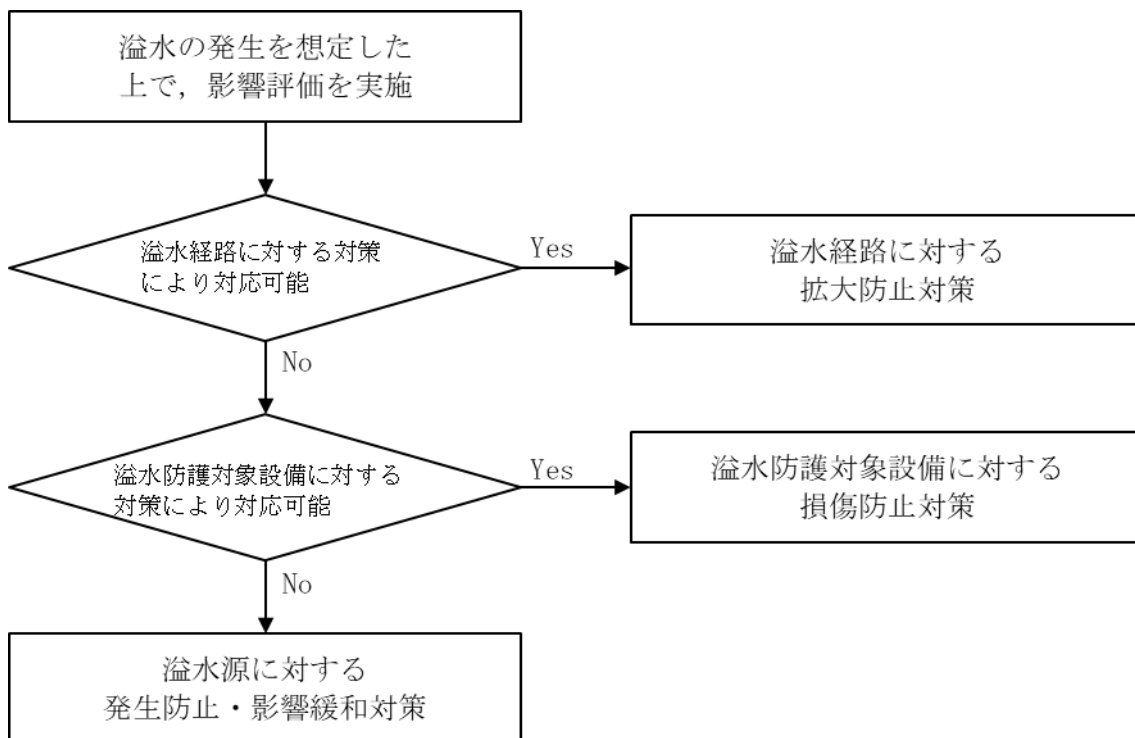 溢水の発生を想定した
上で，影響評価を実施
溢水経路に対する対策
により対応可能
Yes
溢水経路に対する
拡大防止対策
No
溢水防護対象設備に対する
対策により対応可能
Yes
溢水防護対象設備に対する
損傷防止対策
No
溢水源に対する
発生防止・影響緩和対策